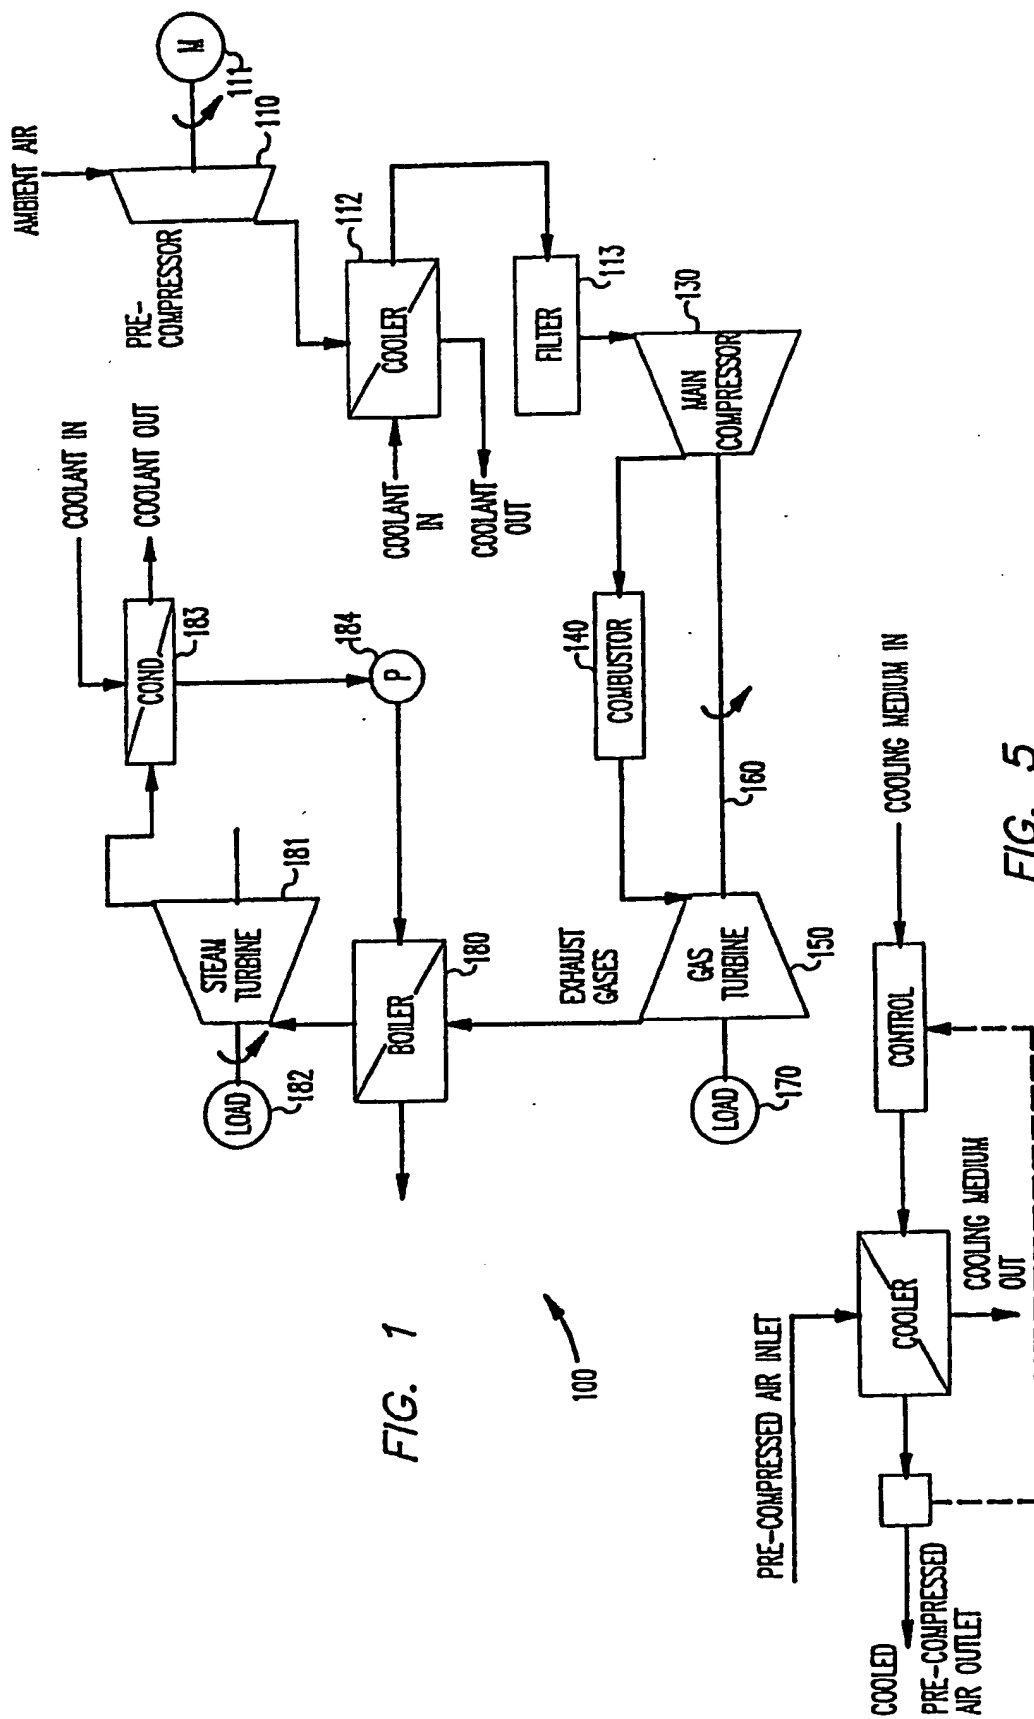 AMBIENT AIR
M
111
110
PRE-
COMPRESSOR
COOLANT IN
COOLANT OUT
COND.
183
184
P
112
COOLER
COOLANT
IN
COOLANT
OUT
FILTER
113
130
MAIN
COMPRESSOR
140
COMBUSTOR
160
STEAM
TURBINE
181
LOAD
182
BOILER
180
EXHAUST
GASES
GAS
TURBINE
150
LOAD
170
FIG. 1
100
PRE-COMPRESSED AIR INLET
COOLER
COOLING MEDIUM
OUT
CONTROL
COOLING MEDIUM IN
COOLED
PRE-COMPRESSED
AIR OUTLET
FIG. 5